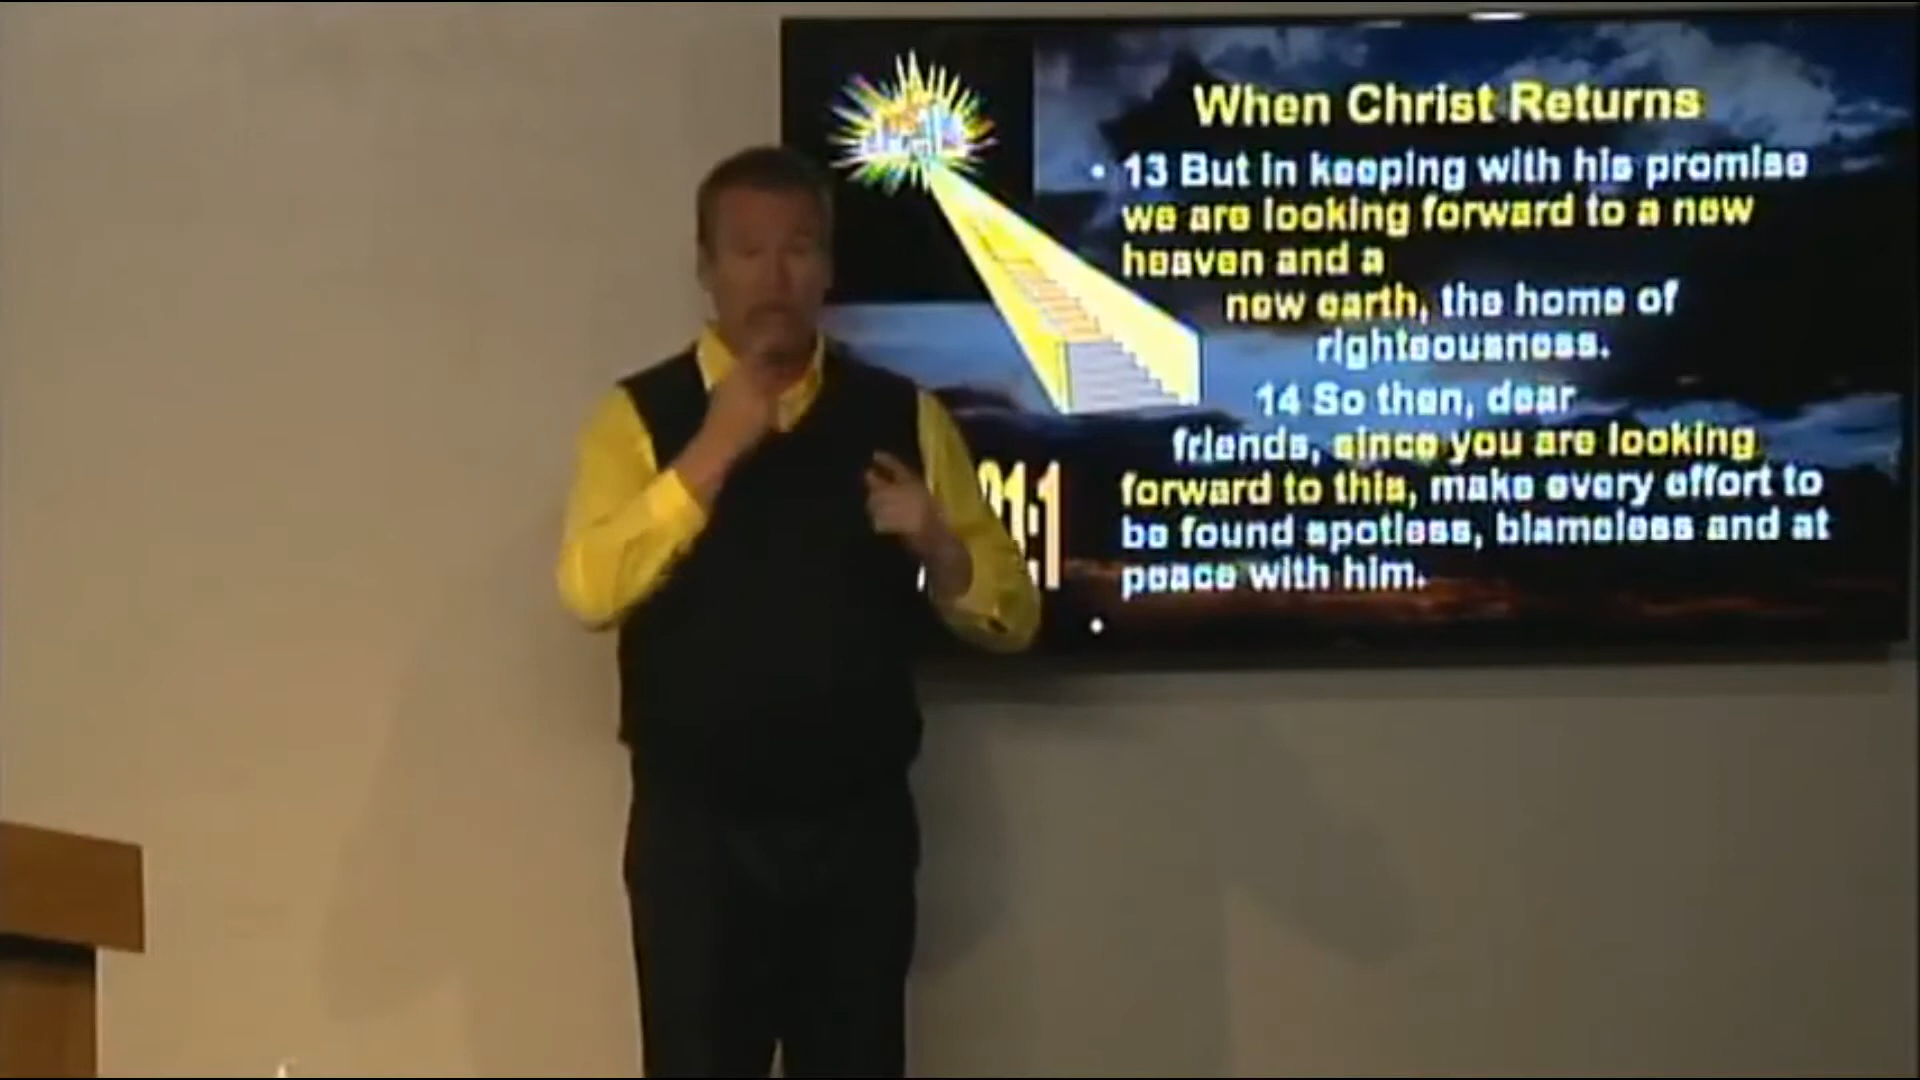 When Christ Returns
• 13 But in keeping with his promise
we are looking forward to a new
heaven and a
new earth, the home of
righteousness.
14 So then, dear
friends, since you are looking
forward to this, make every effort to
be found spotless, blameless and at
peace with him.
21:1